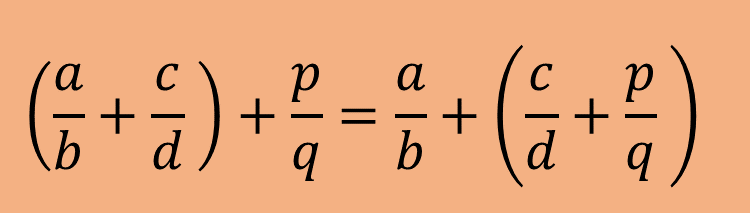 (a/b + c/d) + p/q = a/b + (c/d + p/q)